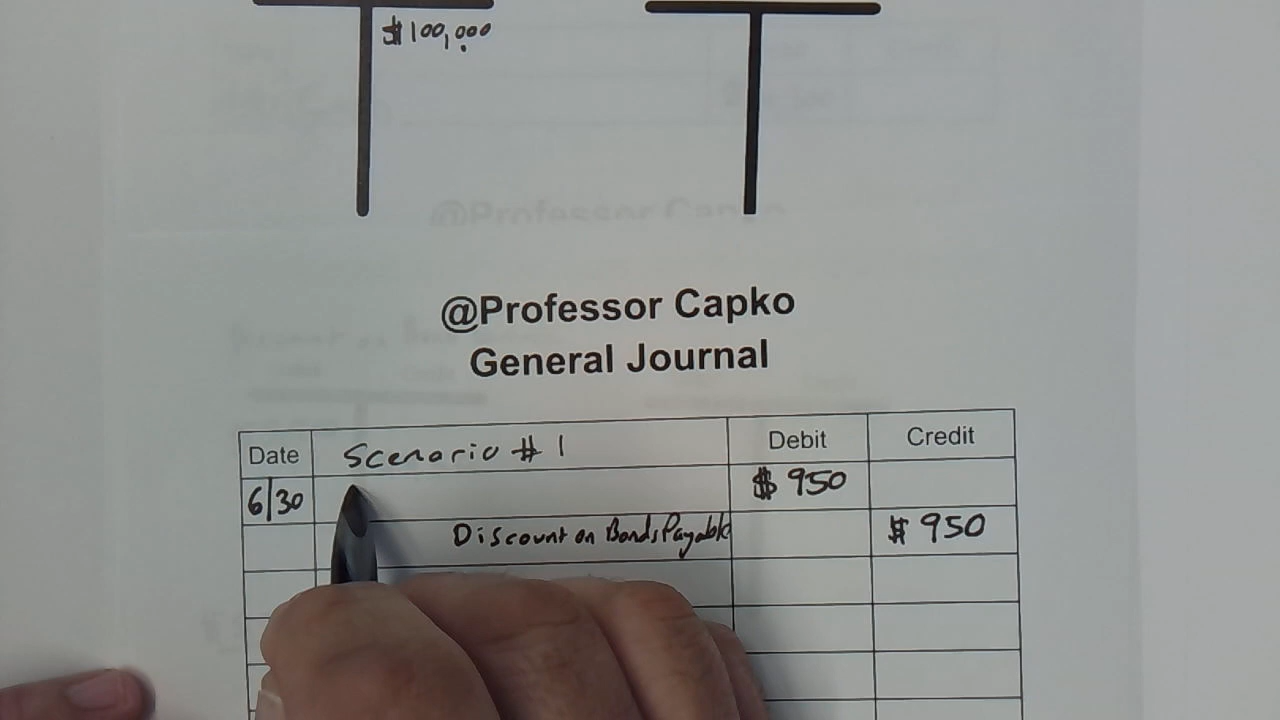 $100,000
@Professor Capko
General Journal
Date Scenario #1 Debit Credit
6/30 $950
Discount on Bonds Payable $950